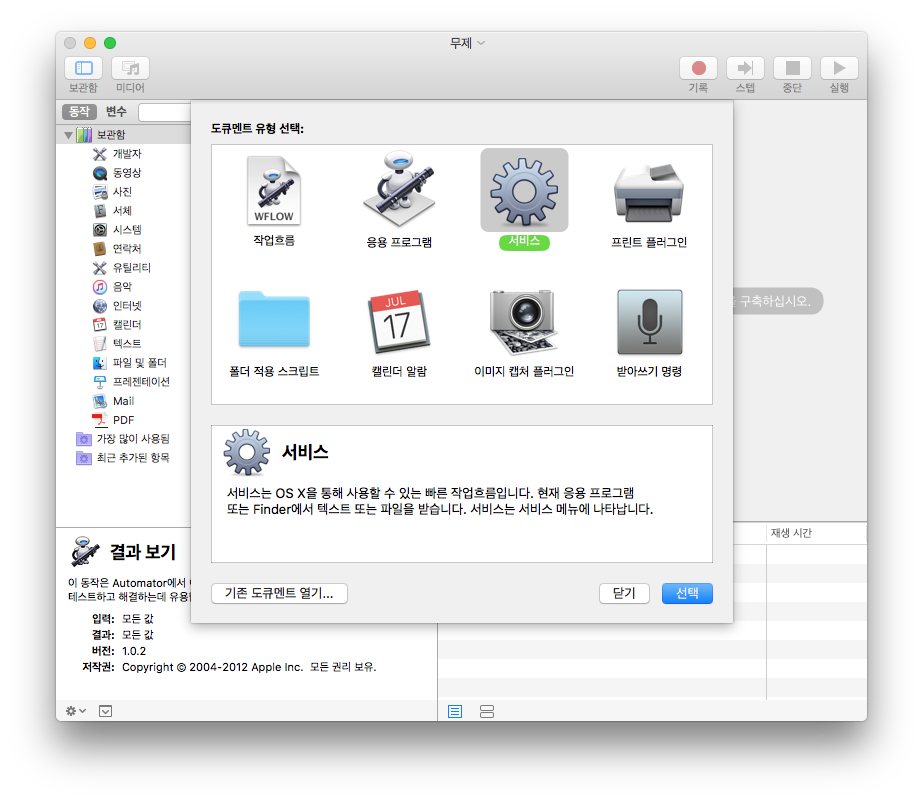 무제
보관함
미디어
기록
스텝
중단
실행
동작
변수
보관함
개발자
동영상
사진
서체
시스템
연락처
유틸리티
음악
인터넷
캘린더
텍스트
파일 및 폴더
프레젠테이션
Mail
PDF
가장 많이 사용됨
최근 추가된 항목
도큐멘트 유형 선택:
WFLOW
작업흐름
응용 프로그램
서비스
프린트 플러그인
JUL
17
폴더 적용 스크립트
캘린더 알람
이미지 캡처 플러그인
받아쓰기 명령
구축하십시오.
서비스
서비스는 OS X을 통해 사용할 수 있는 빠른 작업흐름입니다. 현재 응용 프로그램
또는 Finder에서 텍스트 또는 파일을 받습니다. 서비스는 서비스 메뉴에 나타납니다.
기존 도큐멘트 열기...
닫기
선택
재생 시간
결과 보기
이 동작은 Automator에서
테스트하고 해결하는데
입력: 모든 값
결과: 모든 값
버전: 1.0.2
저작권: Copyright © 2004-2012 Apple Inc. 모든 권리 보유.